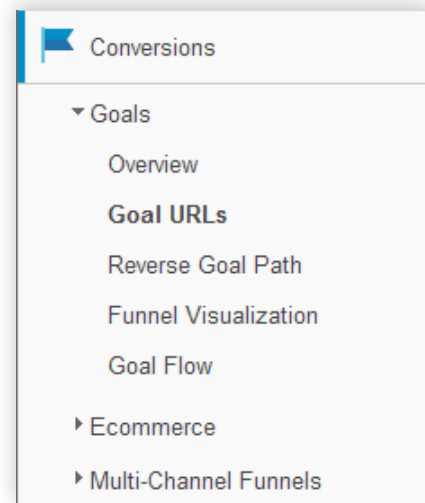 Conversions
Goals
Overview
Goal URLs
Reverse Goal Path
Funnel Visualization
Goal Flow
Ecommerce
Multi-Channel Funnels